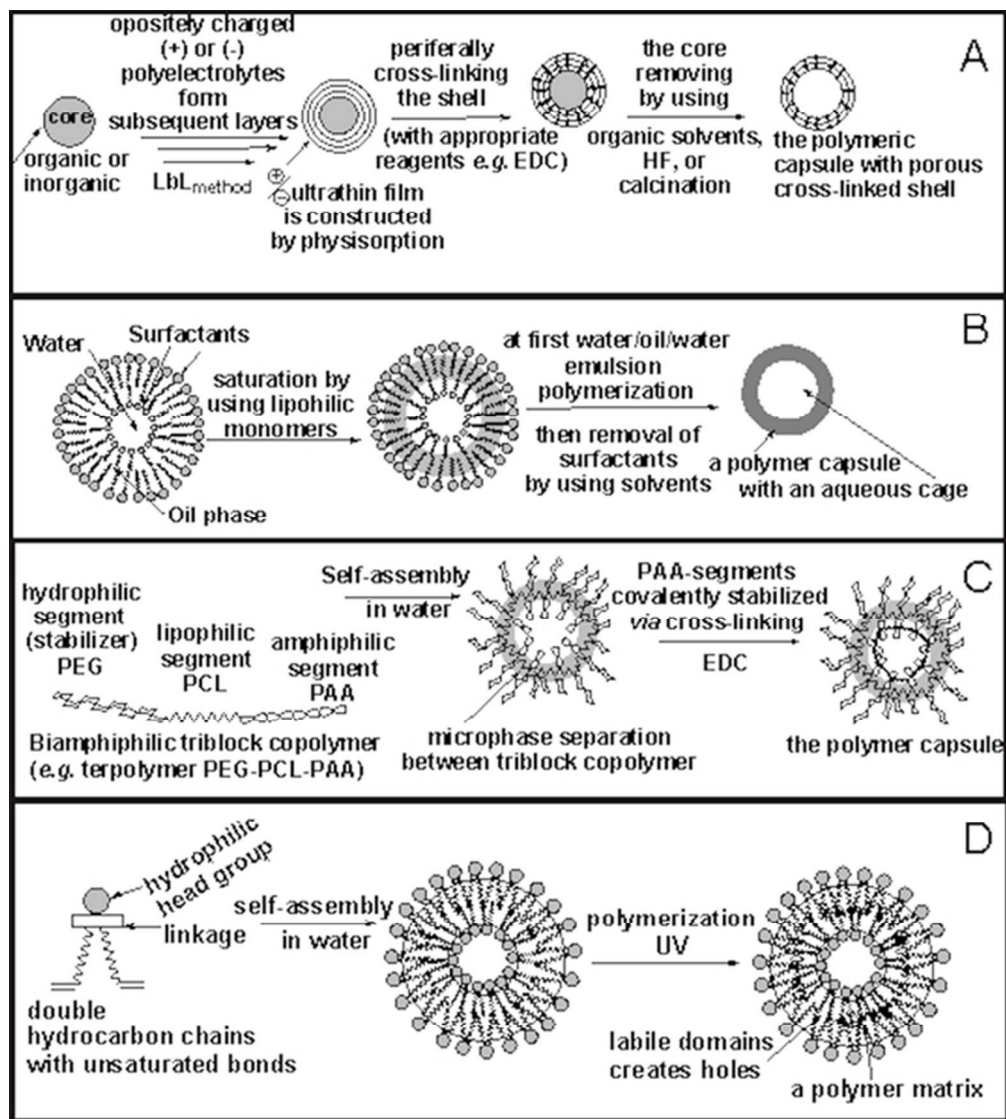 A
opositely charged
(+) or (-)
polyelectrolytes
form
subsequent layers
core
organic or
inorganic
LbLmethod
⊕
⊖
ultrathin film
is constructed
by physisorption
periferally
cross-linking
the shell
(with appropriate
reagents e.g. EDC)
the core
removing
by using
organic solvents,
HF, or
calcination
the polymeric
capsule with porous
cross-linked shell
B
Water
Surfactants
Oil phase
saturation by
using lipohilic
monomers
at first water/oil/water
emulsion
polymerization
then removal of
surfactants
by using solvents
a polymer capsule
with an aqueous cage
C
hydrophilic
segment
(stabilizer)
PEG
lipophilic
segment
PCL
amphiphilic
segment
PAA
Biamphiphilic triblock copolymer
(e.g. terpolymer PEG-PCL-PAA)
Self-assembly
in water
microphase separation
between triblock copolymer
PAA-segments
covalently stabilized
via cross-linking
EDC
the polymer capsule
D
hydrophilic
head group
linkage
double
hydrocarbon chains
with unsaturated bonds
self-assembly
in water
polymerization
UV
labile domains
creates holes
a polymer matrix